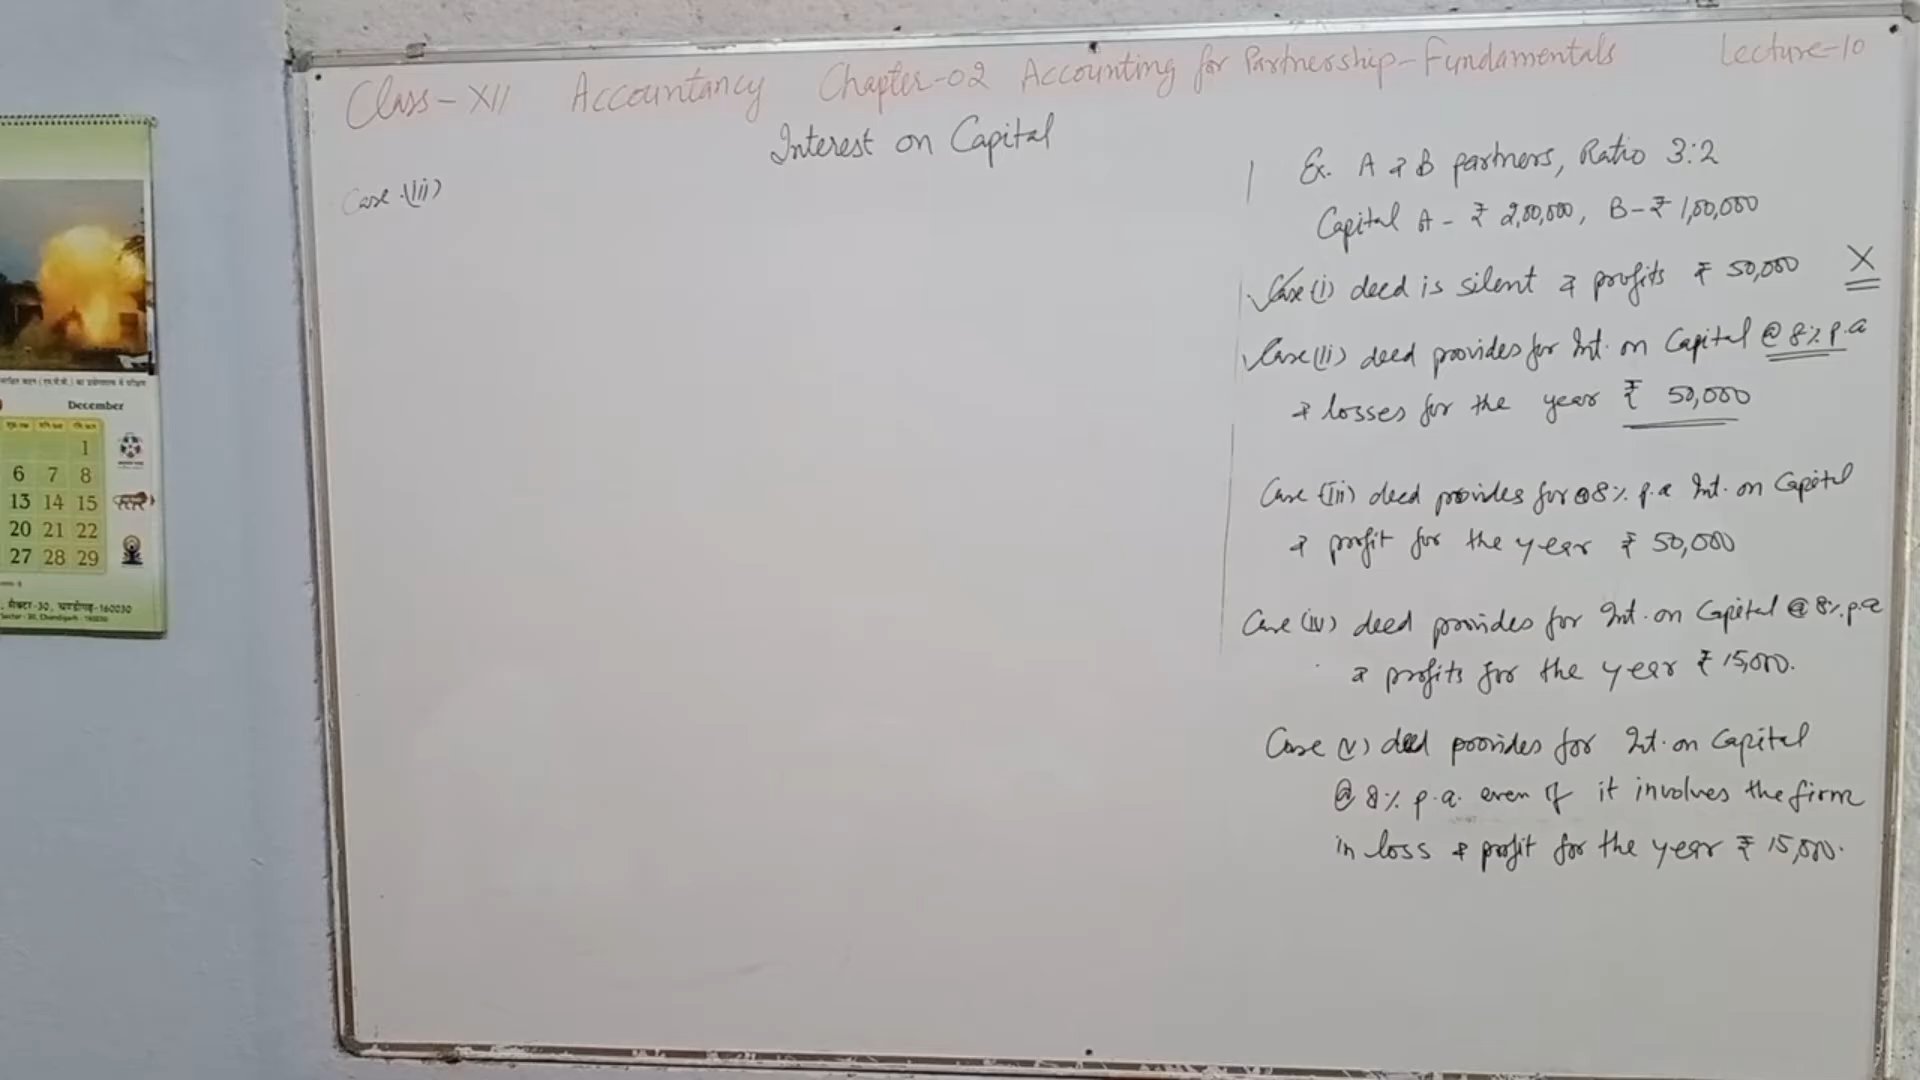 Class-XII Accountancy Chapter-02 Accounting for Partnership-Fundamentals Lecture-10
Interest on Capital
Case (iii)
Ex. A & B partners, Ratio 3:2
Capital A - ₹ 2,00,000, B - ₹ 1,00,000
Case (i) deed is silent & profits ₹ 50,000 X
Case (ii) deed provides for Int. on Capital @ 8% p.a
& losses for the year ₹ 50,000
Case (iii) deed provides for @ 8% p.a Int. on Capital
& profit for the year ₹ 50,000
Case (iv) deed provides for Int. on Capital @ 8% p.a
& profits for the year ₹ 15,000.
Case (v) deed provides for Int. on Capital
@ 8% p.a. even if it involves the firm
in loss & profit for the year ₹ 15,000.
December
1
6 7 8
13 14 15
20 21 22
27 28 29
सैक्टर-30, चण्डीगढ़-160030
Sector - 30, Chandigarh - 160030